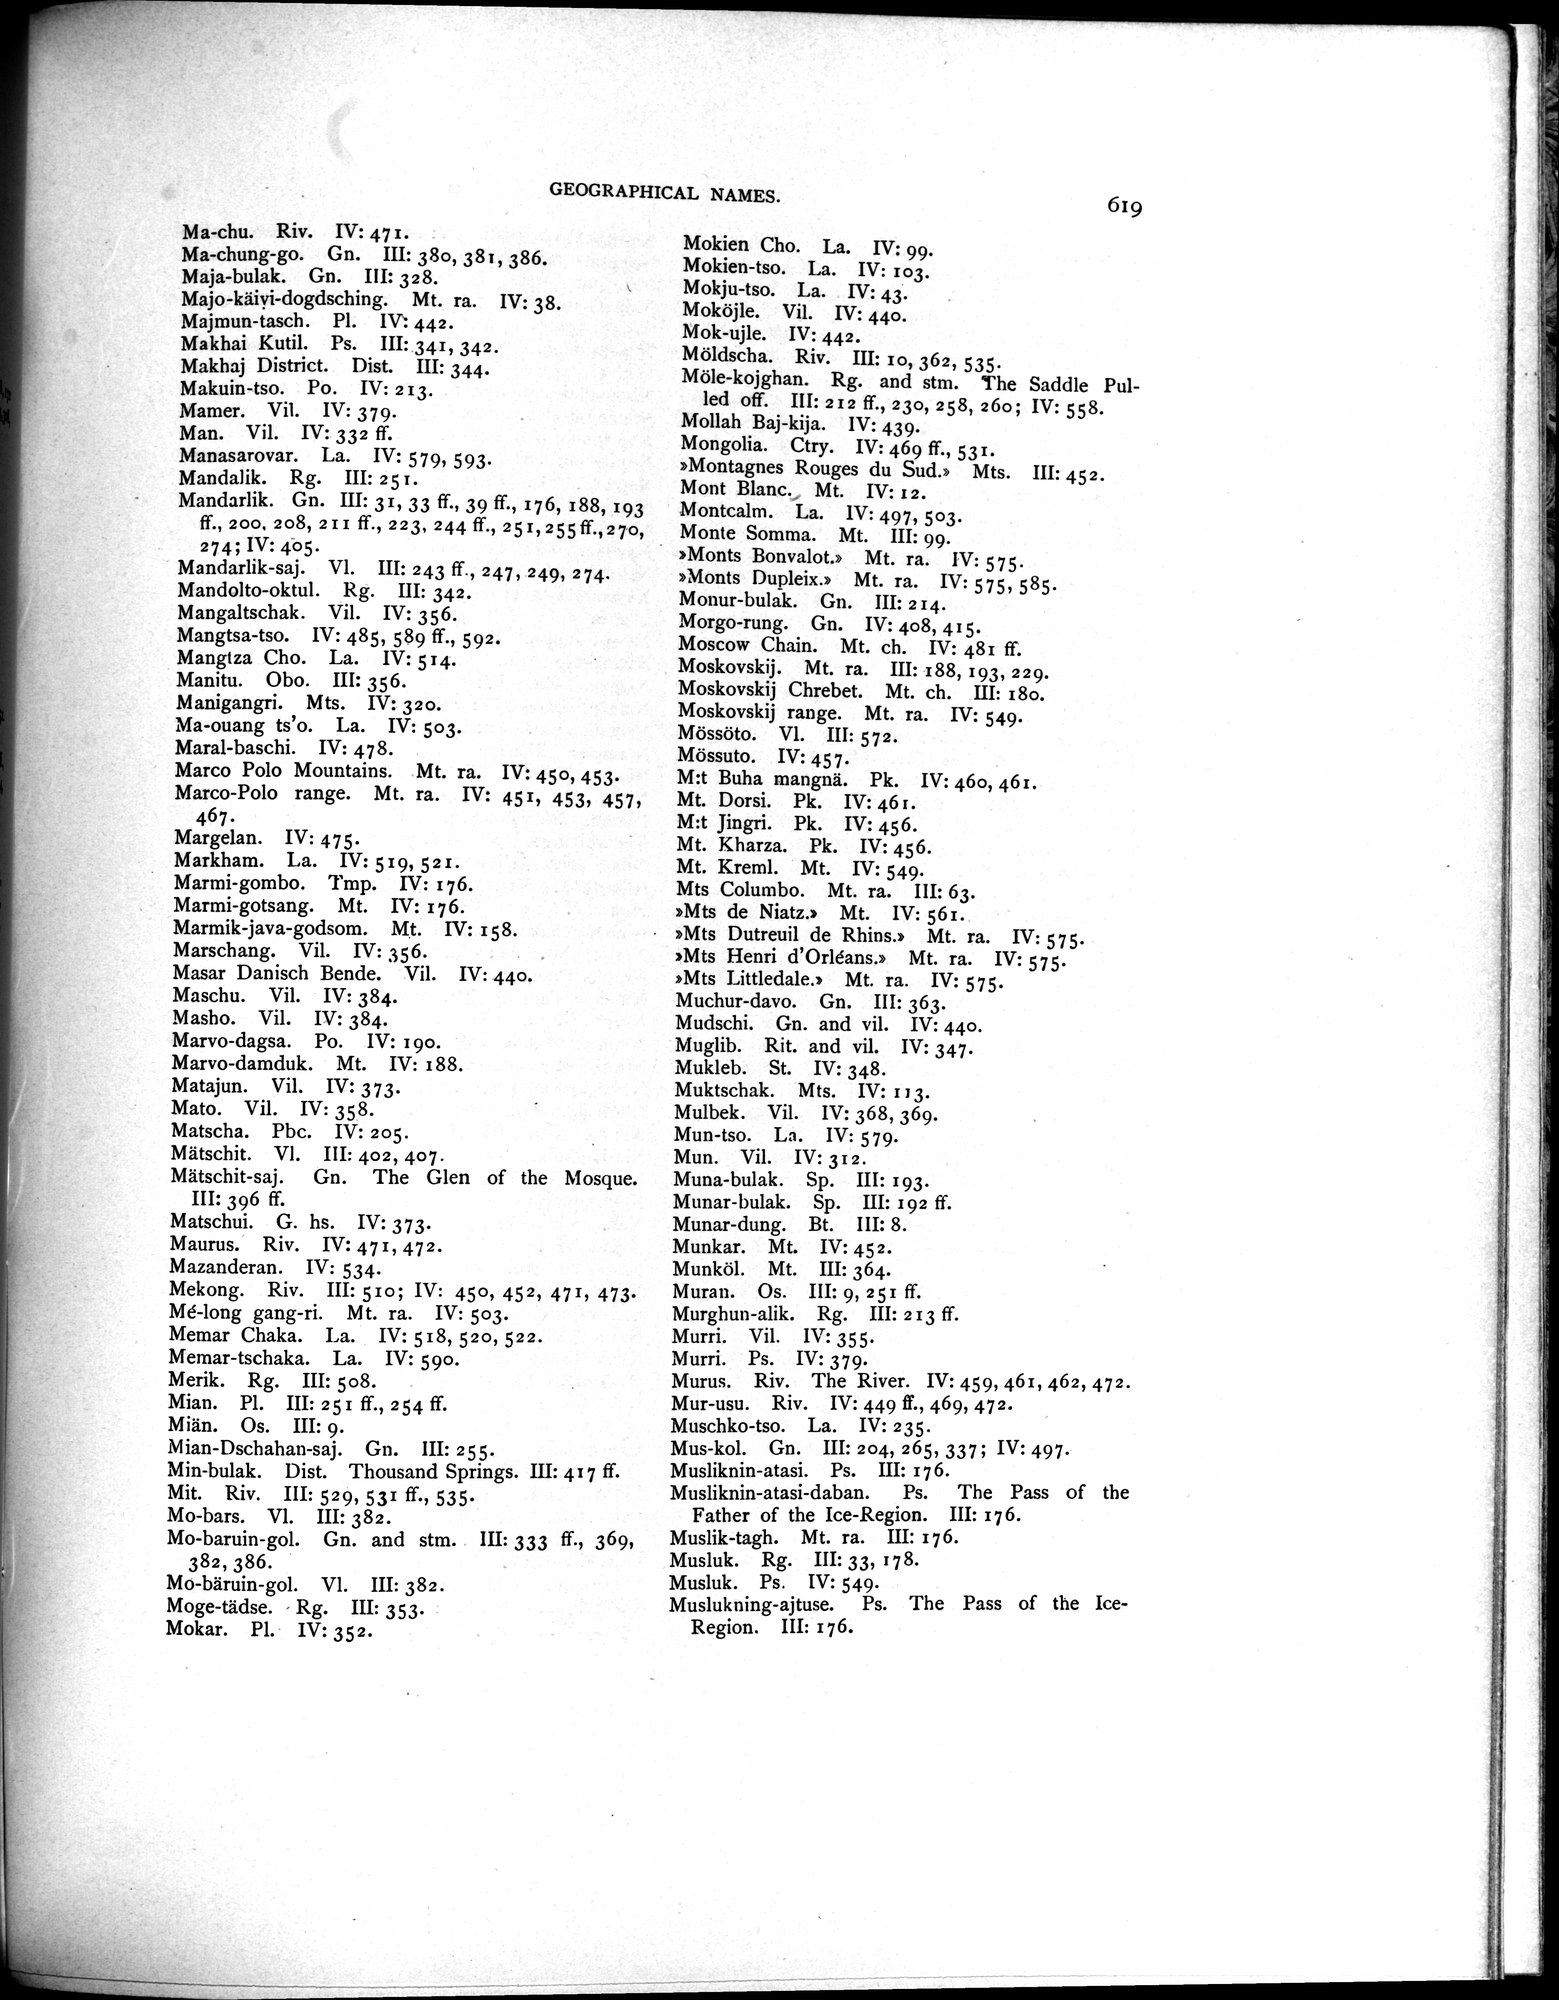 GEOGRAPHICAL NAMES.
619
Ma-chu. Riv. IV: 471.
Ma-chung-go. Gn. III: 380, 381, 386.
Maja-bulak. Gn. III: 328.
Majo-käivi-dogdsching. Mt. ra. IV: 38.
Majmun-tasch. Pl. IV: 442.
Makhai Kutil. Ps. III: 341, 342.
Makhaj District. Dist. III: 344.
Makuin-tso. Po. IV: 213.
Mamer. Vil. IV: 379.
Man. Vil. IV: 332 ff.
Manasarovar. La. IV: 579, 593.
Mandalik. Rg. III: 251.
Mandarlik. Gn. III: 31, 33 ff., 39 ff., 176, 188, 193
ff., 200, 208, 211 ff., 223, 244 ff., 251, 255 ff., 270,
274; IV: 405.
Mandarlik-saj. Vl. III: 243 ff., 247, 249, 274.
Mandolto-oktul. Rg. III: 342.
Mangaltschak. Vil. IV: 356.
Mangtsa-tso. IV: 485, 589 ff., 592.
Mangtza Cho. La. IV: 514.
Manitu. Obo. III: 356.
Manigangri. Mts. IV: 320.
Ma-ouang ts'o. La. IV: 503.
Maral-baschi. IV: 478.
Marco Polo Mountains. Mt. ra. IV: 450, 453.
Marco-Polo range. Mt. ra. IV: 451, 453, 457,
467.
Margelan. IV: 475.
Markham. La. IV: 519, 521.
Marmi-gombo. Tmp. IV: 176.
Marmi-gotsang. Mt. IV: 176.
Marmik-java-godsom. Mt. IV: 158.
Marschang. Vil. IV: 356.
Masar Danisch Bende. Vil. IV: 440.
Maschu. Vil. IV: 384.
Masho. Vil. IV: 384.
Marvo-dagsa. Po. IV: 190.
Marvo-damduk. Mt. IV: 188.
Matajun. Vil. IV: 373.
Mato. Vil. IV: 358.
Matscha. Pbc. IV: 205.
Mätschit. Vl. III: 402, 407.
Mätschit-saj. Gn. The Glen of the Mosque.
III: 396 ff.
Matschui. G. hs. IV: 373.
Maurus. Riv. IV: 471, 472.
Mazanderan. IV: 534.
Mekong. Riv. III: 510; IV: 450, 452, 471, 473.
Mé-long gang-ri. Mt. ra. IV: 503.
Memar Chaka. La. IV: 518, 520, 522.
Memar-tschaka. La. IV: 590.
Merik. Rg. III: 508.
Mian. Pl. III: 251 ff., 254 ff.
Miän. Os. III: 9.
Mian-Dschahan-saj. Gn. III: 255.
Min-bulak. Dist. Thousand Springs. III: 417 ff.
Mit. Riv. III: 529, 531 ff., 535.
Mo-bars. Vl. III: 382.
Mo-baruin-gol. Gn. and stm. III: 333 ff., 369,
382, 386.
Mo-bäruin-gol. Vl. III: 382.
Moge-tädse. Rg. III: 353.
Mokar. Pl. IV: 352.
Mokien Cho. La. IV: 99.
Mokien-tso. La. IV: 103.
Mokju-tso. La. IV: 43.
Moköjle. Vil. IV: 440.
Mok-ujle. IV: 442.
Möldscha. Riv. III: 10, 362, 535.
Möle-kojghan. Rg. and stm. The Saddle Pul-
led off. III: 212 ff., 230, 258, 260; IV: 558.
Mollah Baj-kija. IV: 439.
Mongolia. Ctry. IV: 469 ff., 531.
»Montagnes Rouges du Sud.» Mts. III: 452.
Mont Blanc. Mt. IV: 12.
Montcalm. La. IV: 497, 503.
Monte Somma. Mt. III: 99.
»Monts Bonvalot.» Mt. ra. IV: 575.
»Monts Dupleix.» Mt. ra. IV: 575, 585.
Monur-bulak. Gn. III: 214.
Morgo-rung. Gn. IV: 408, 415.
Moscow Chain. Mt. ch. IV: 481 ff.
Moskovskij. Mt. ra. III: 188, 193, 229.
Moskovskij Chrebet. Mt. ch. III: 180.
Moskovskij range. Mt. ra. IV: 549.
Mössöto. Vl. III: 572.
Mössuto. IV: 457.
M:t Buha mangnä. Pk. IV: 460, 461.
Mt. Dorsi. Pk. IV: 461.
M:t Jingri. Pk. IV: 456.
Mt. Kharza. Pk. IV: 456.
Mt. Kreml. Mt. IV: 549.
Mts Columbo. Mt. ra. III: 63.
»Mts de Niatz.» Mt. IV: 561.
»Mts Dutreuil de Rhins.» Mt. ra. IV: 575.
»Mts Henri d'Orléans.» Mt. ra. IV: 575.
»Mts Littledale.» Mt. ra. IV: 575.
Muchur-davo. Gn. III: 363.
Mudschi. Gn. and vil. IV: 440.
Muglib. Rit. and vil. IV: 347.
Mukleb. St. IV: 348.
Muktschak. Mts. IV: 113.
Mulbek. Vil. IV: 368, 369.
Mun-tso. La. IV: 579.
Mun. Vil. IV: 312.
Muna-bulak. Sp. III: 193.
Munar-bulak. Sp. III: 192 ff.
Munar-dung. Bt. III: 8.
Munkar. Mt. IV: 452.
Munköl. Mt. III: 364.
Muran. Os. III: 9, 251 ff.
Murghun-alik. Rg. III: 213 ff.
Murri. Vil. IV: 355.
Murri. Ps. IV: 379.
Murus. Riv. The River. IV: 459, 461, 462, 472.
Mur-usu. Riv. IV: 449 ff., 469, 472.
Muschko-tso. La. IV: 235.
Mus-kol. Gn. III: 204, 265, 337; IV: 497.
Musliknin-atasi. Ps. III: 176.
Musliknin-atasi-daban. Ps. The Pass of the
Father of the Ice-Region. III: 176.
Muslik-tagh. Mt. ra. III: 176.
Musluk. Rg. III: 33, 178.
Musluk. Ps. IV: 549.
Muslukning-ajtuse. Ps. The Pass of the Ice-
Region. III: 176.